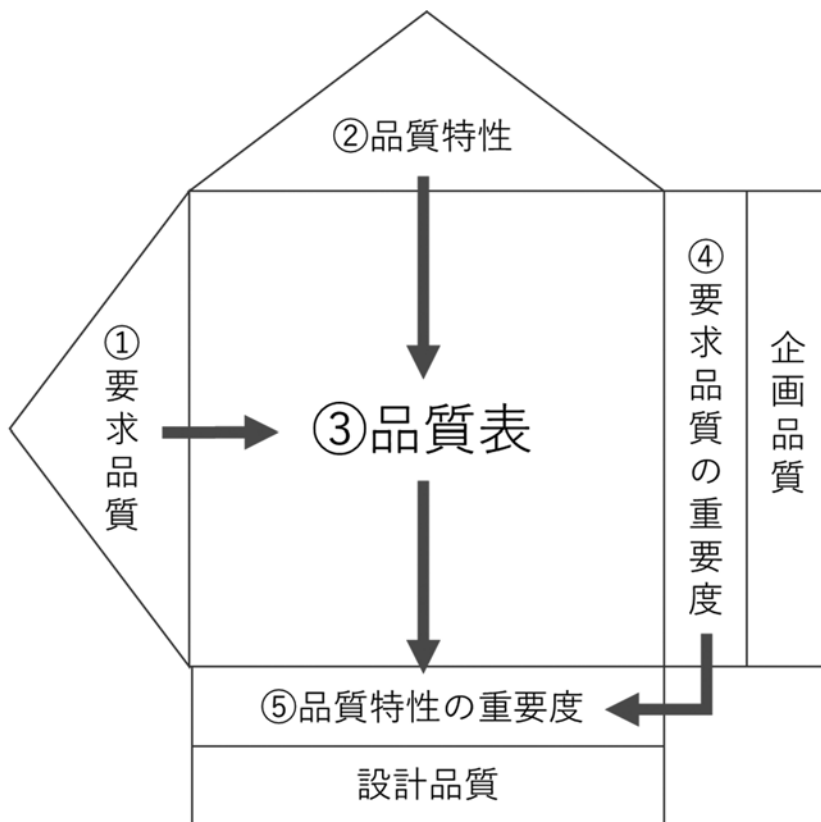 ②品質特性
①要求品質
③品質表
④要求品質の重要度
企画品質
⑤品質特性の重要度
設計品質